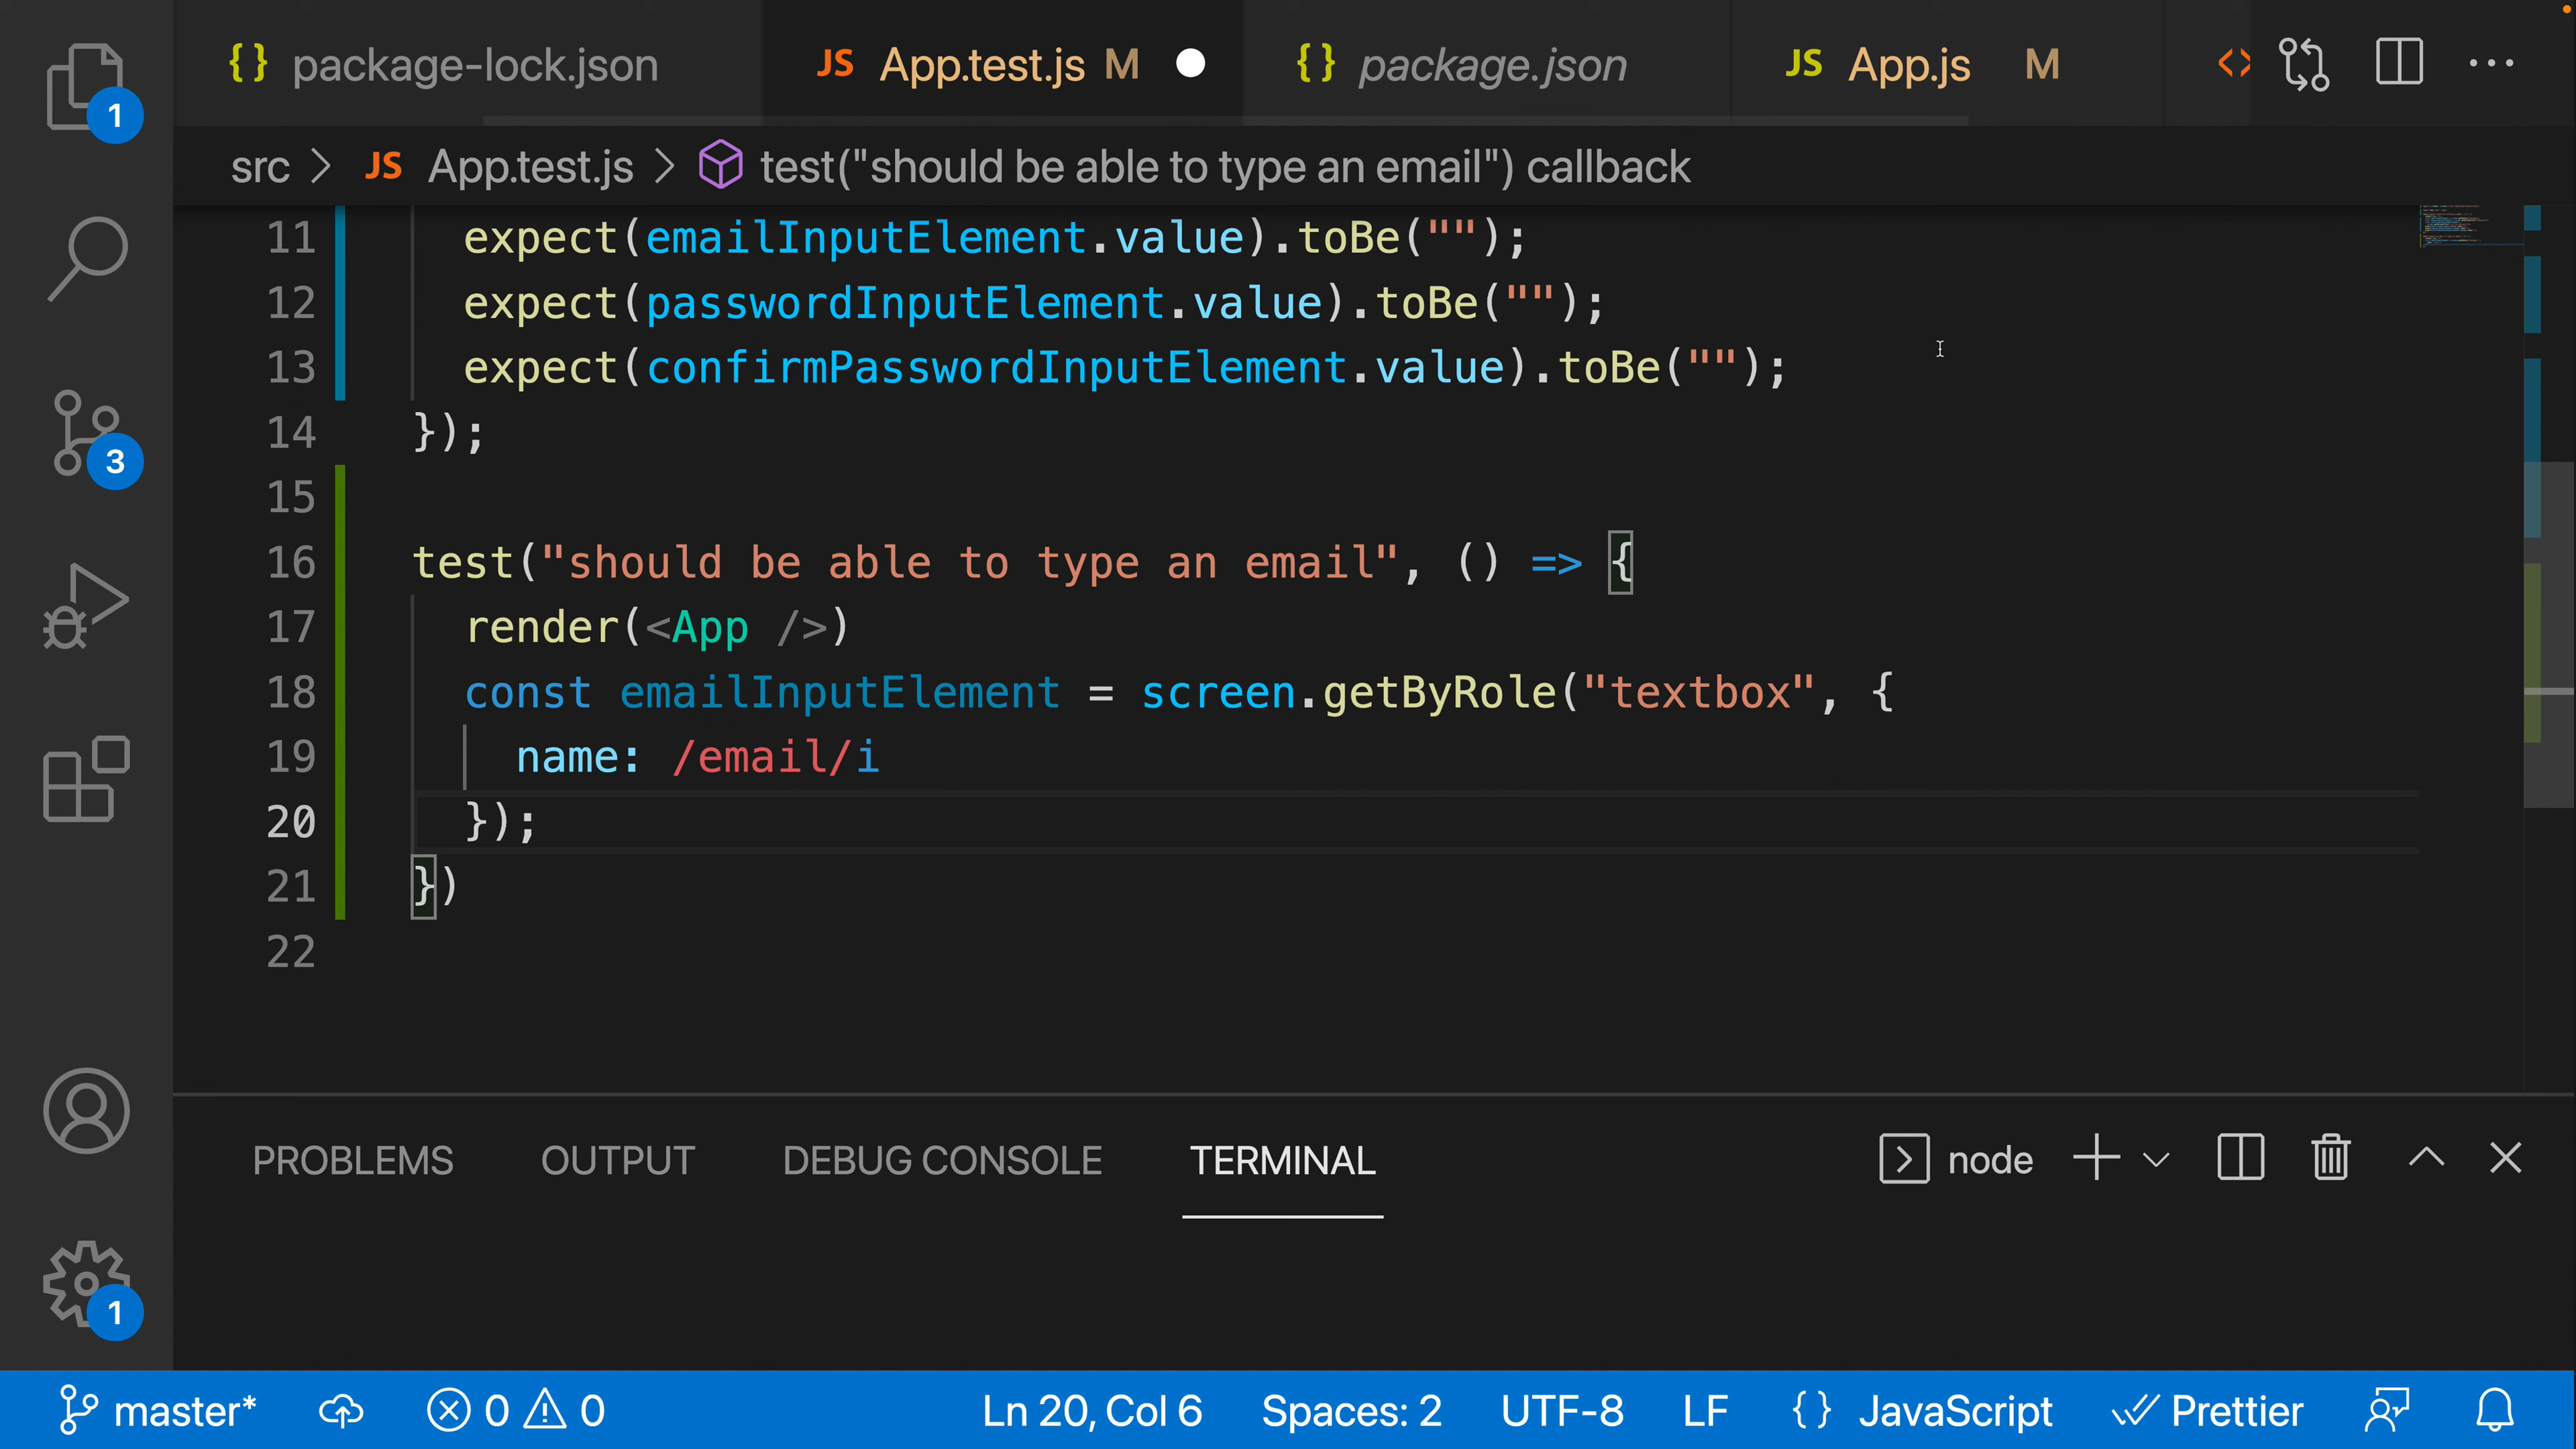 {} package-lock.json JS App.test.js M {} package.json JS App.js M <>
src > JS App.test.js > test("should be able to type an email") callback
11 expect(emailInputElement.value).toBe("");
12 expect(passwordInputElement.value).toBe("");
13 expect(confirmPasswordInputElement.value).toBe("");
14 });
15
16 test("should be able to type an email", () => {
17 render(<App />)
18 const emailInputElement = screen.getByRole("textbox", {
19 name: /email/i
20 });
21 })
22
1
3
1
PROBLEMS OUTPUT DEBUG CONSOLE TERMINAL node
master* 0 0 Ln 20, Col 6 Spaces: 2 UTF-8 LF {} JavaScript Prettier